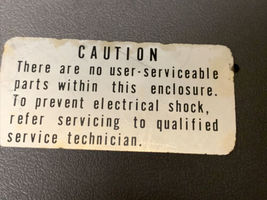 CAUTION
There are no user-serviceable
parts within this enclosure.
To prevent electrical shock,
refer servicing to qualified
service technician.